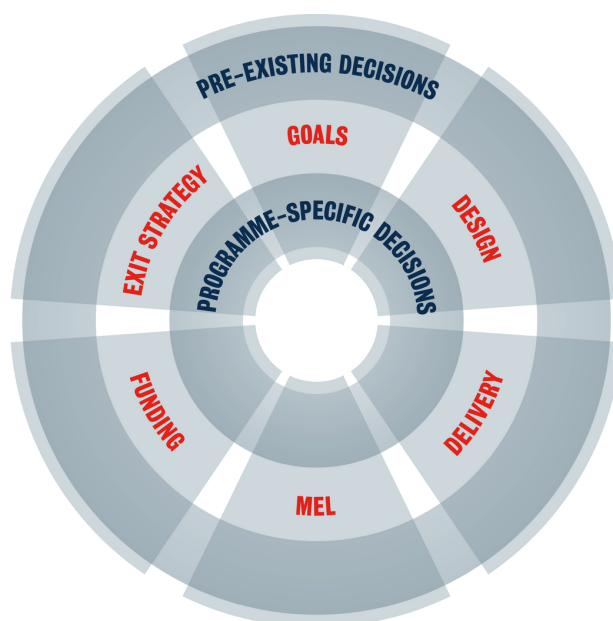 PRE-EXISTING DECISIONS
GOALS
PROGRAMME-SPECIFIC DECISIONS
EXIT STRATEGY
DESIGN
FUNDING
DELIVERY
MEL